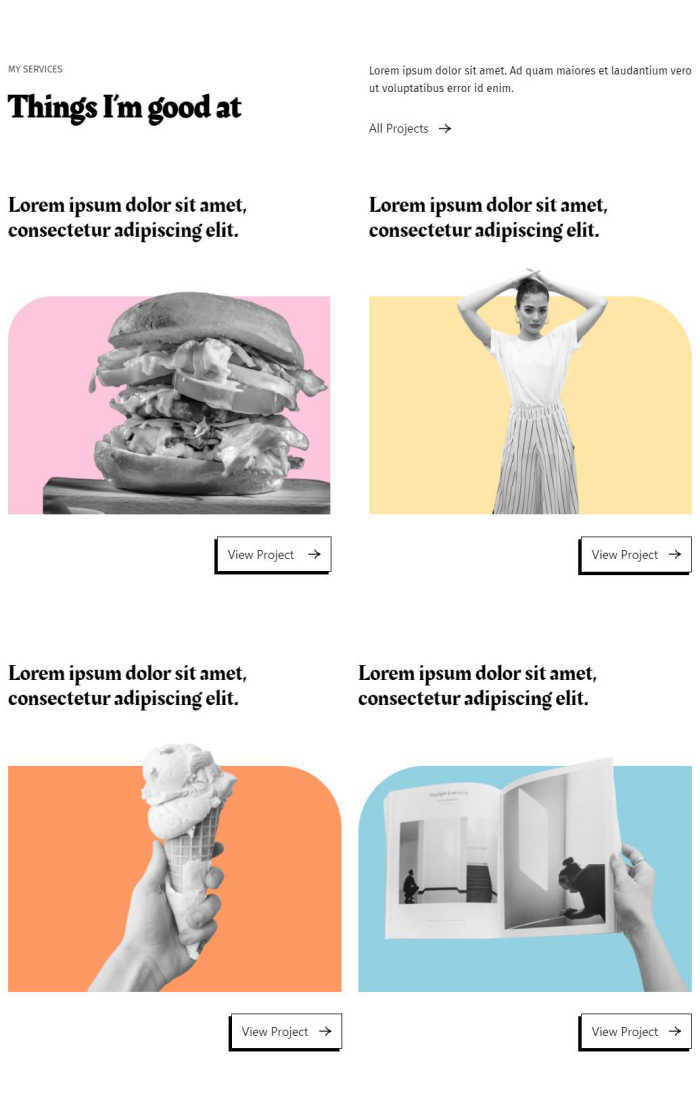 MY SERVICES
Things I'm good at
Lorem ipsum dolor sit amet. Ad quam maiores et laudantium vero
ut voluptatibus error id enim.
All Projects
Lorem ipsum dolor sit amet,
consectetur adipiscing elit.
Lorem ipsum dolor sit amet,
consectetur adipiscing elit.
View Project
View Project
Lorem ipsum dolor sit amet,
consectetur adipiscing elit.
Lorem ipsum dolor sit amet,
consectetur adipiscing elit.
View Project
View Project